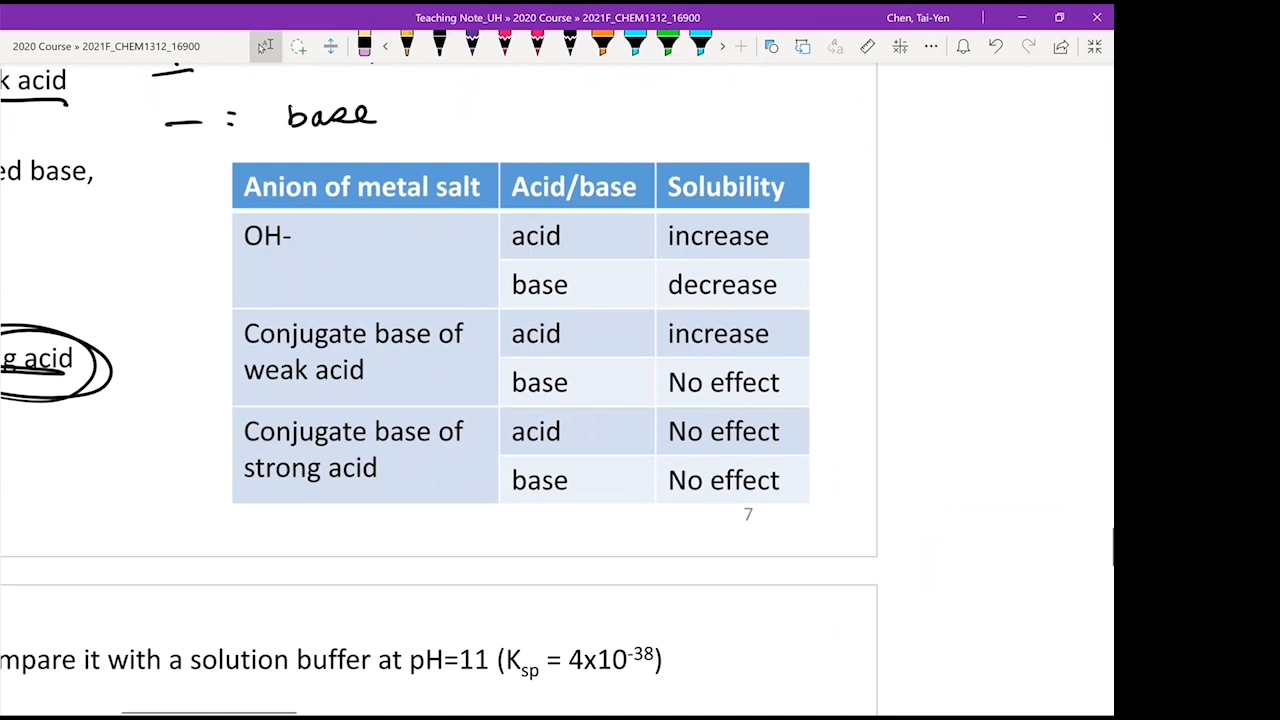 Teaching Note_UH » 2020 Course » 2021F_CHEM1312_16900
Chen, Tai-Yen
2020 Course » 2021F_CHEM1312_16900
k acid
— : base
ed base,
Anion of metal salt Acid/base Solubility
OH- acid increase
base decrease
Conjugate base of weak acid acid increase
base No effect
Conjugate base of strong acid acid No effect
base No effect
g acid
7
mpare it with a solution buffer at pH=11 (Ksp = 4x10-38)